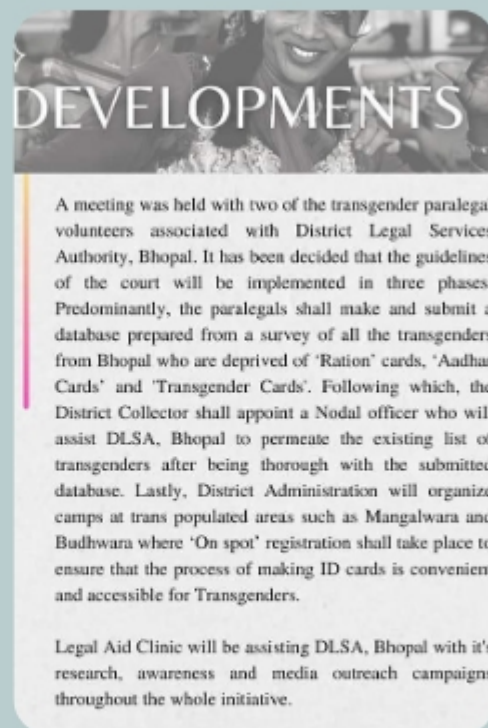 DEVELOPMENTS
A meeting was held with two of the transgender paralega
volunteers associated with District Legal Services
Authority, Bhopal. It has been decided that the guidelines
of the court will be implemented in three phases
Predominantly, the paralegals shall make and submit a
database prepared from a survey of all the transgenders
from Bhopal who are deprived of ‘Ration’ cards, ‘Aadhar
Cards’ and 'Transgender Cards'. Following which, the
District Collector shall appoint a Nodal officer who will
assist DLSA, Bhopal to permeate the existing list of
transgenders after being thorough with the submitted
database. Lastly, District Administration will organize
camps at trans populated areas such as Mangalwara and
Budhwara where ‘On spot’ registration shall take place to
ensure that the process of making ID cards is convenien
and accessible for Transgenders.
Legal Aid Clinic will be assisting DLSA, Bhopal with it's
research, awareness and media outreach campaigns
throughout the whole initiative.